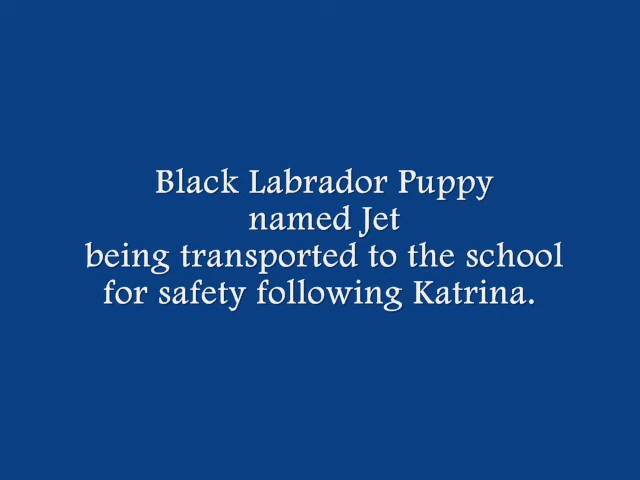 Black Labrador Puppy
named Jet
being transported to the school
for safety following Katrina.